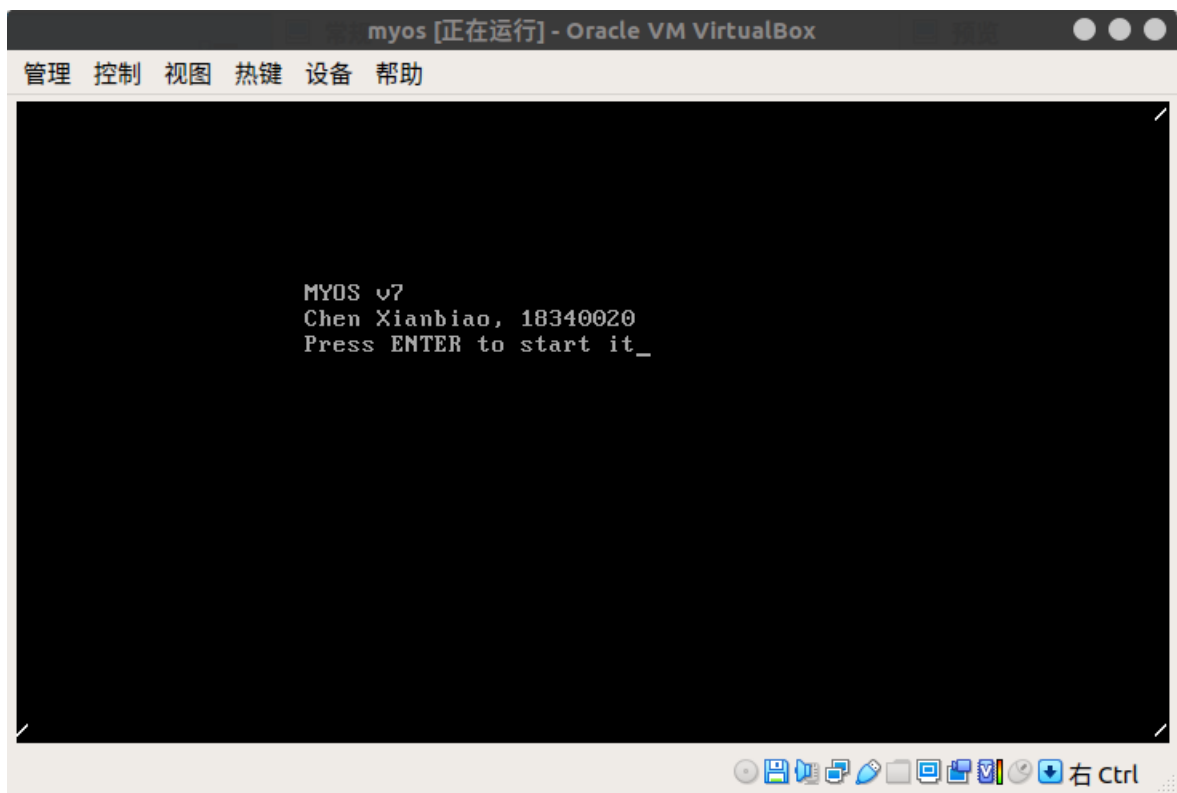 myos [正在运行] - Oracle VM VirtualBox
管理 控制 视图 热键 设备 帮助
/
MYOS v7
Chen Xianbiao, 18340020
Press ENTER to start it_
/ /
右 Ctrl